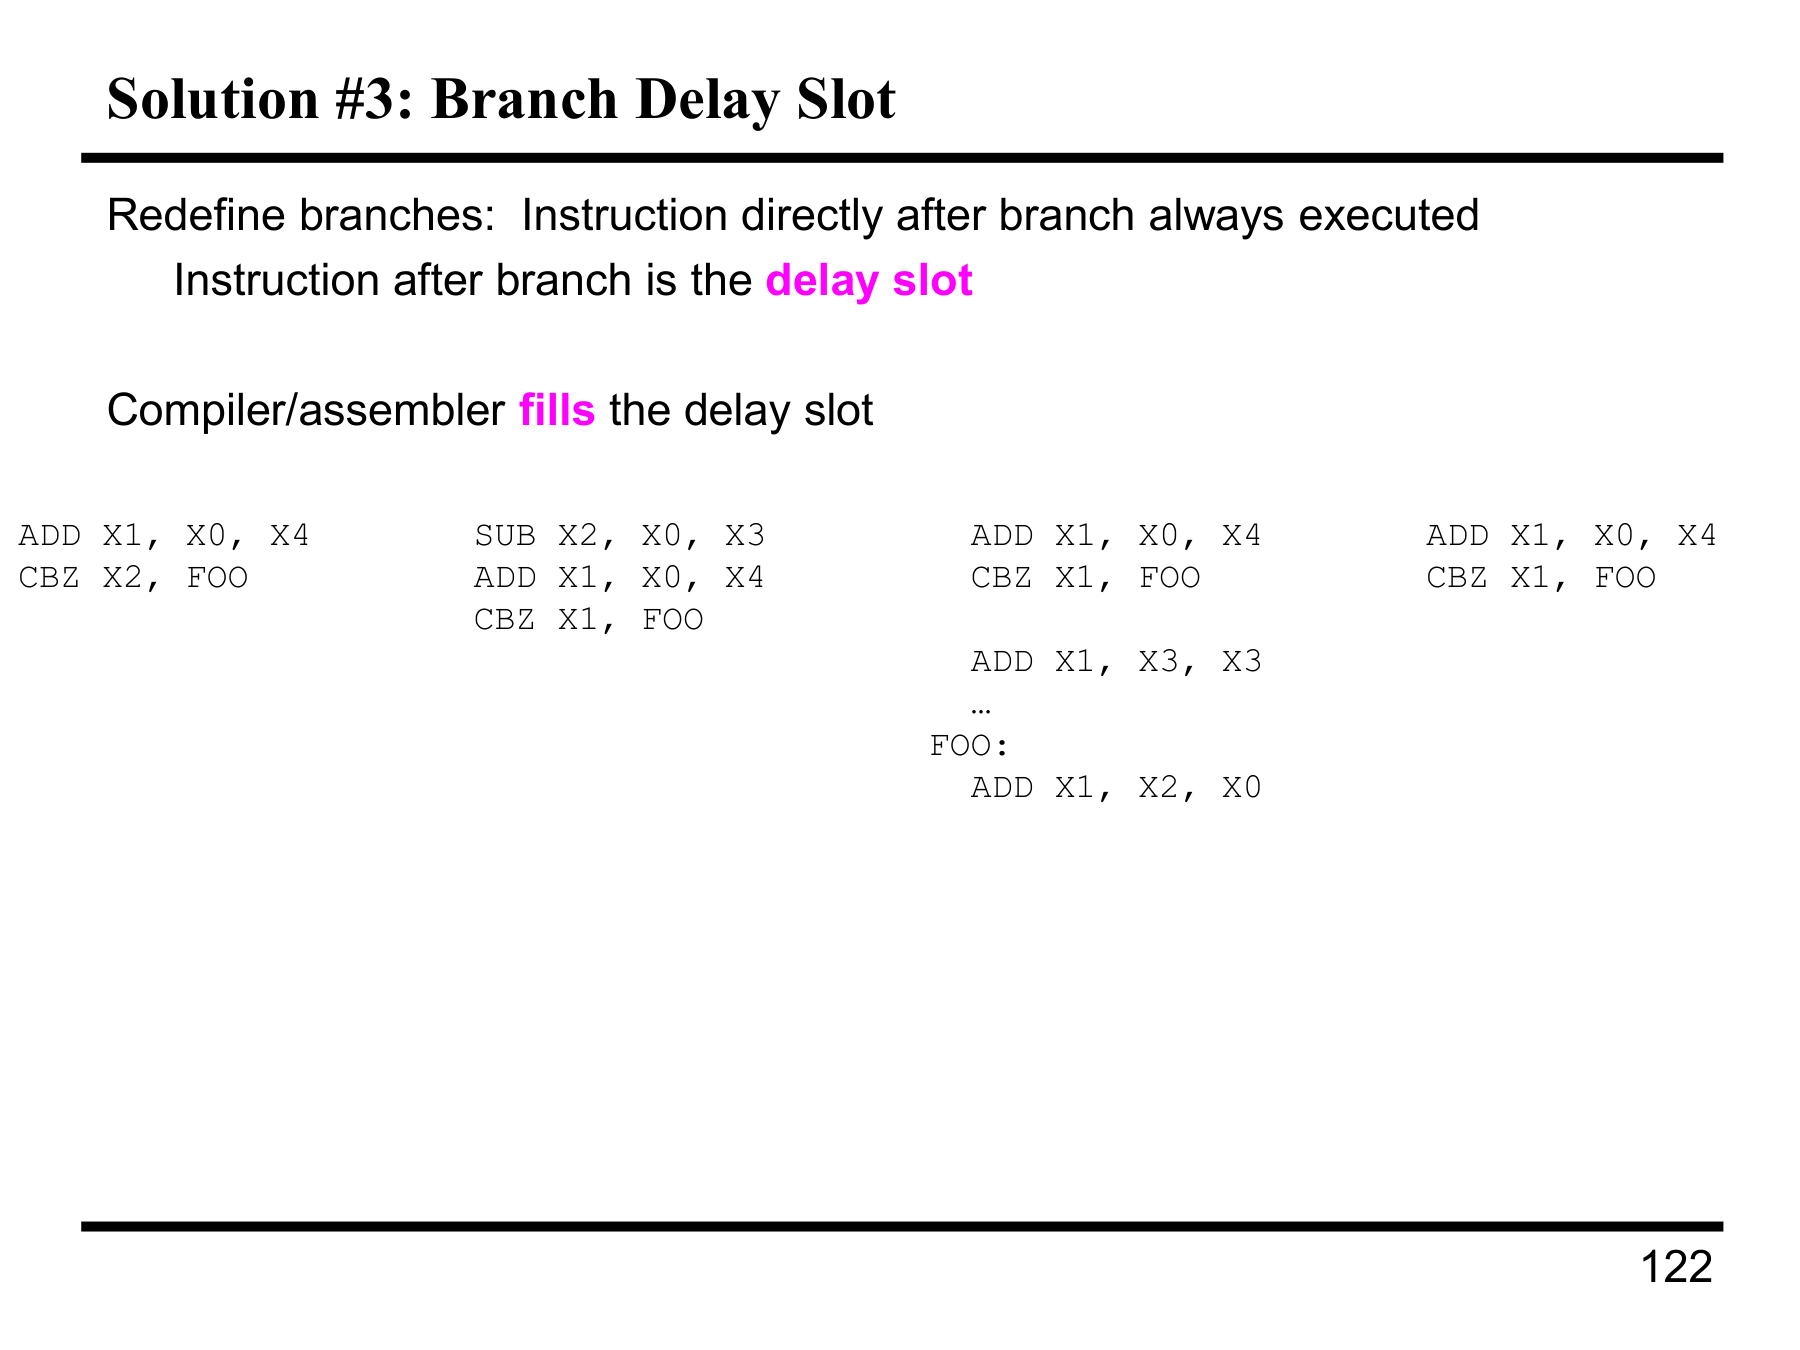 Solution #3: Branch Delay Slot
Redefine branches:  Instruction directly after branch always executed
Instruction after branch is the delay slot
Compiler/assembler fills the delay slot
ADD X1, X0, X4
CBZ X2, FOO
SUB X2, X0, X3
ADD X1, X0, X4
CBZ X1, FOO
ADD X1, X0, X4
CBZ X1, FOO
ADD X1, X3, X3
…
FOO:
ADD X1, X2, X0
ADD X1, X0, X4
CBZ X1, FOO
122